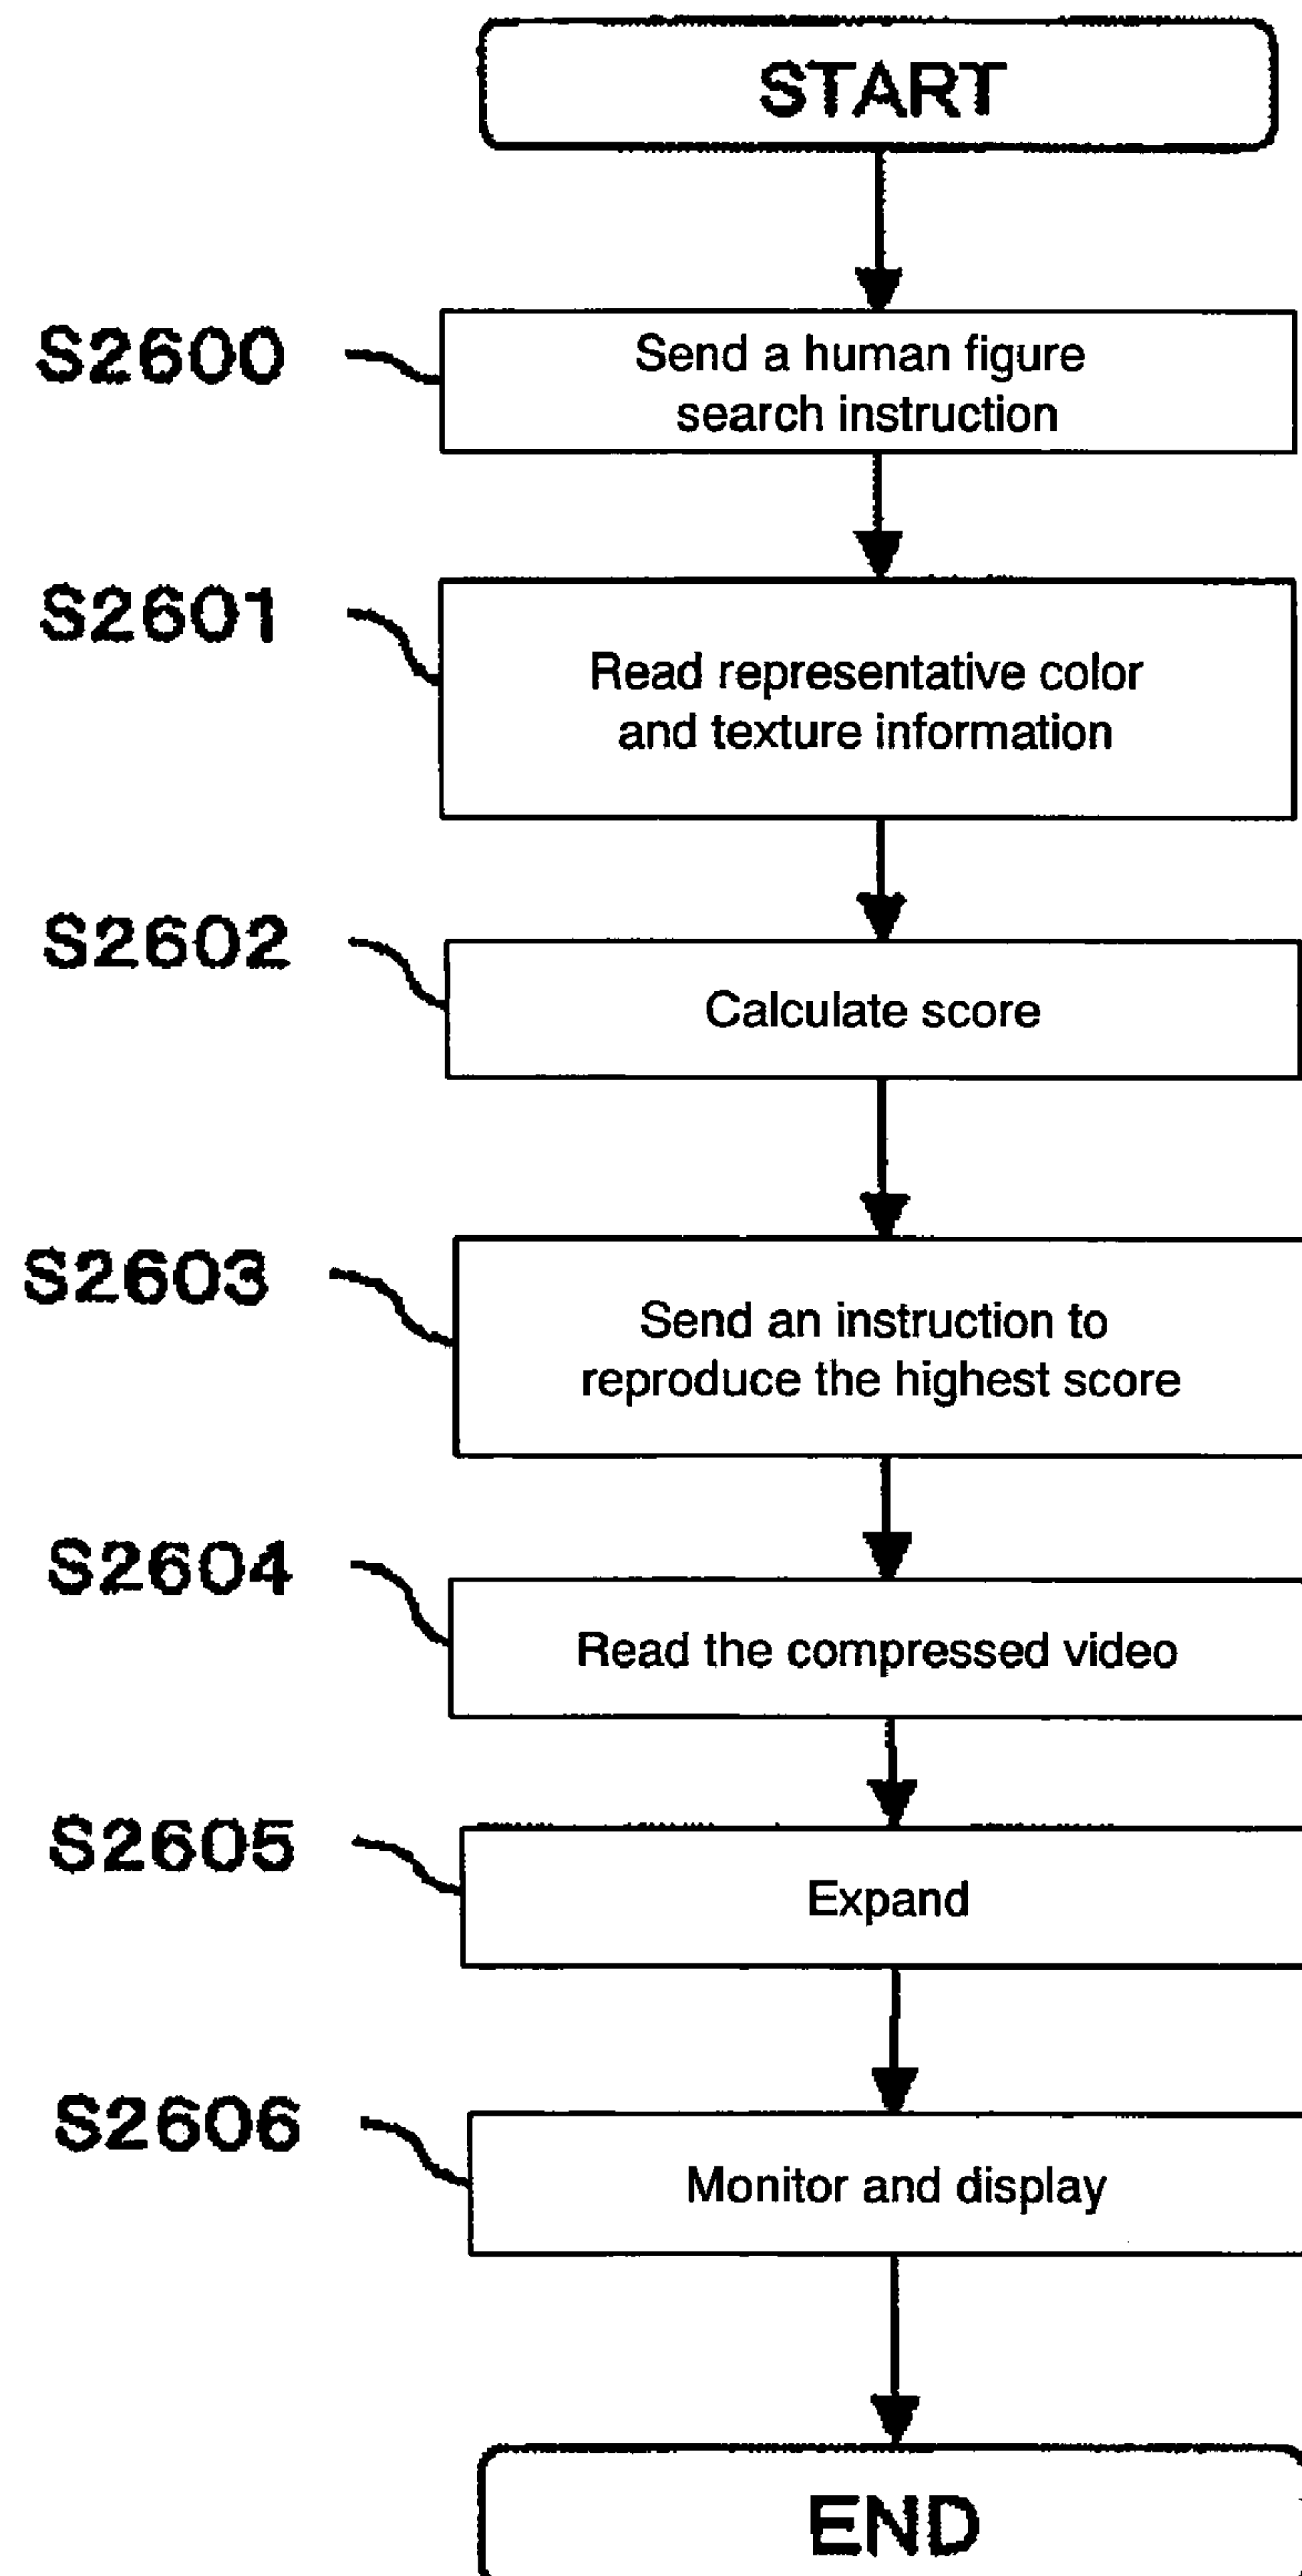 START
S2600
Send a human figure
search instruction
S2601
Read representative color
and texture information
S2602
Calculate score
S2603
Send an instruction to
reproduce the highest score
S2604
Read the compressed video
S2605
Expand
S2606
Monitor and display
END